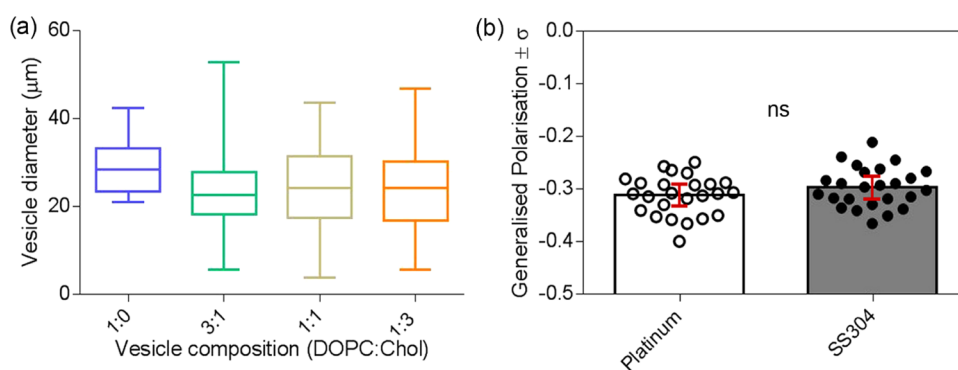 (a)
Vesicle diameter (μm)
60
40
20
0
1:0
3:1
1:1
1:3
Vesicle composition (DOPC:Chol)
(b)
Generalised Polarisation ± σ
-0.0
-0.1
-0.2
-0.3
-0.4
-0.5
ns
Platinum
SS304